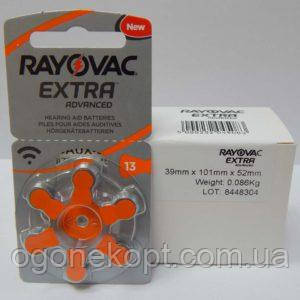 New
RAYOVAC
EXTRA
ADVANCED
HEARING AID BATTERIES
PILES POUR AIDES AUDITIVES
HÖRGERÄTEBATTERIEN
13
RAYOVAC
EXTRA
ADVANCED
39mm x 101mm x 52mm
Weight: 0.086Kg
LOT: 8448304
ogonekopt.com.ua